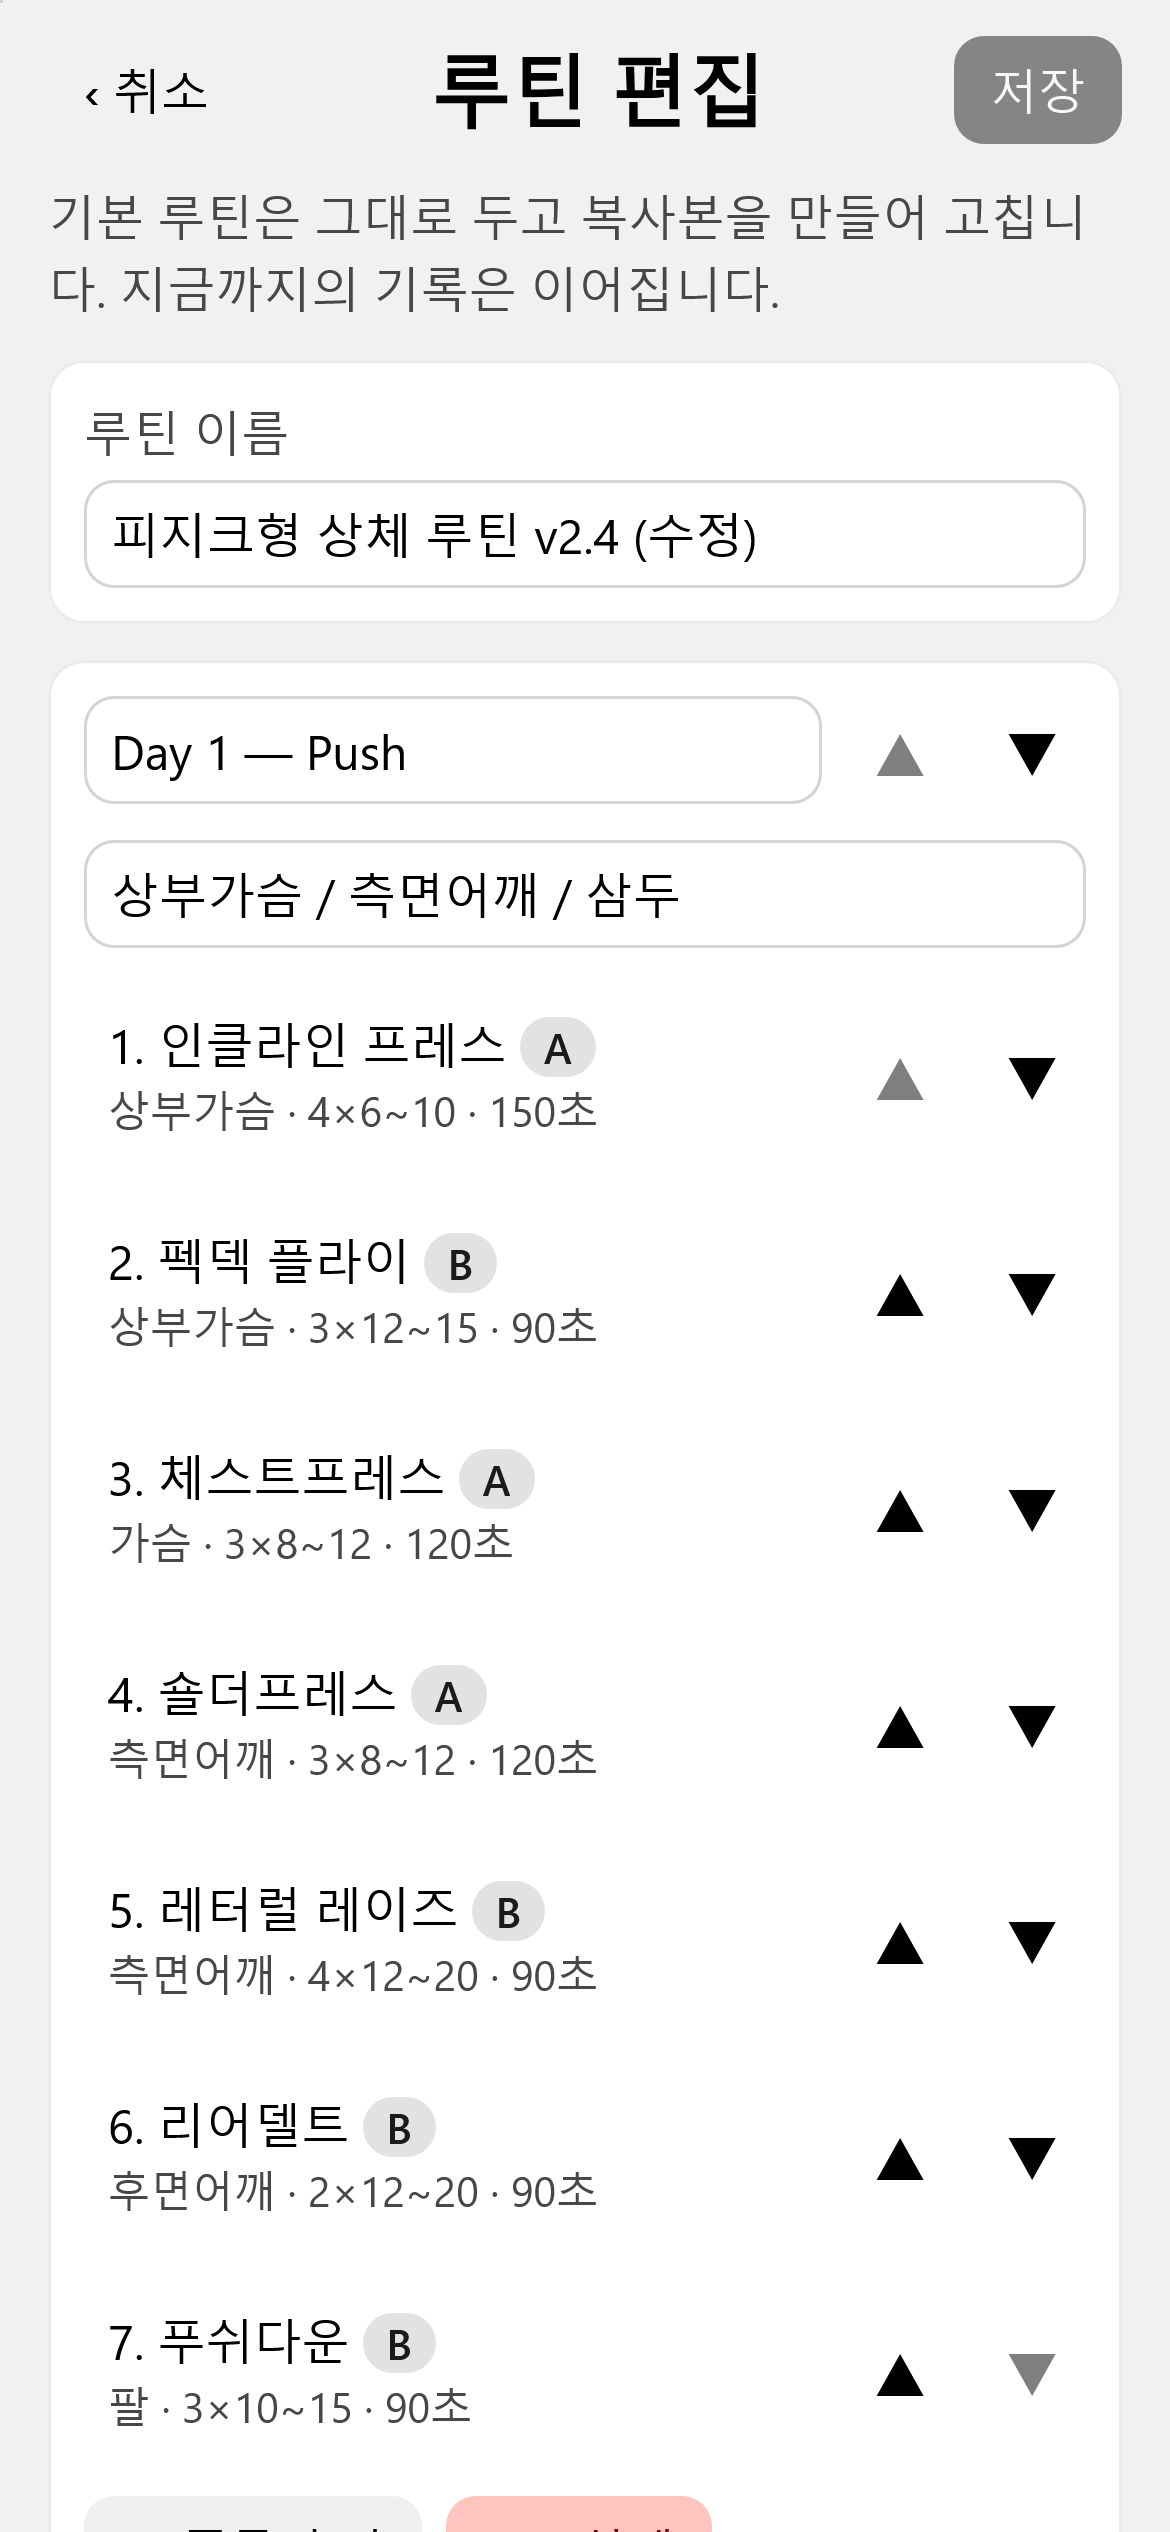 ‹ 취소
루틴 편집
저장
기본 루틴은 그대로 두고 복사본을 만들어 고칩니
다. 지금까지의 기록은 이어집니다.
루틴 이름
피지크형 상체 루틴 v2.4 (수정)
Day 1 — Push
▲ ▼
상부가슴 / 측면어깨 / 삼두
1. 인클라인 프레스 A
상부가슴 · 4×6~10 · 150초
▲ ▼
2. 펙덱 플라이 B
상부가슴 · 3×12~15 · 90초
▲ ▼
3. 체스트프레스 A
가슴 · 3×8~12 · 120초
▲ ▼
4. 숄더프레스 A
측면어깨 · 3×8~12 · 120초
▲ ▼
5. 레터럴 레이즈 B
측면어깨 · 4×12~20 · 90초
▲ ▼
6. 리어델트 B
후면어깨 · 2×12~20 · 90초
▲ ▼
7. 푸쉬다운 B
팔 · 3×10~15 · 90초
▲ ▼